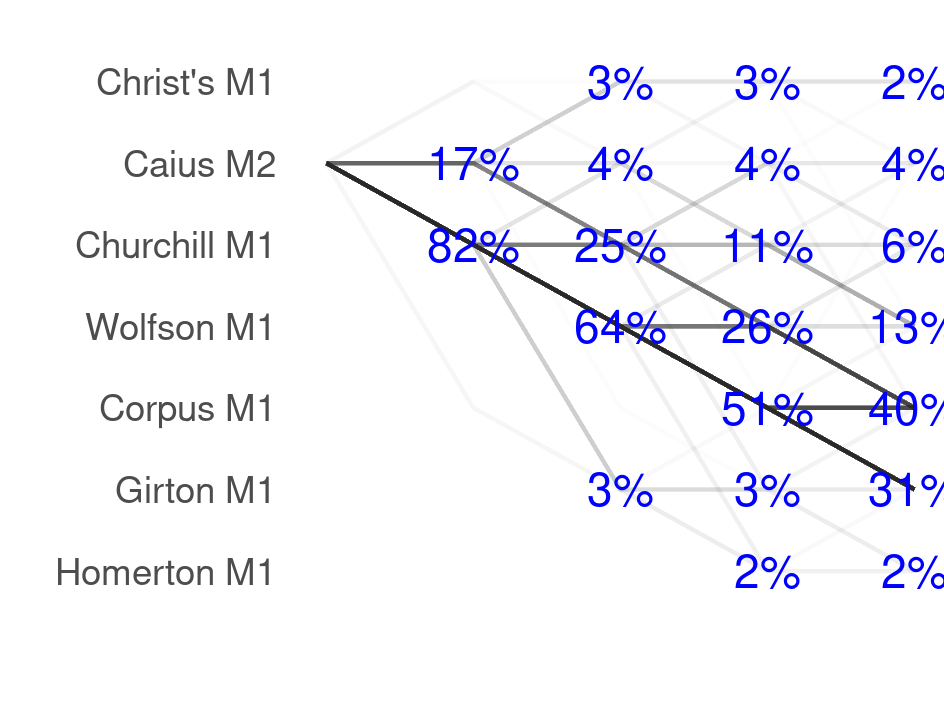 Christ's M1 3% 3% 2%
Caius M2 17% 4% 4% 4%
Churchill M1 82% 25% 11% 6%
Wolfson M1 64% 26% 13%
Corpus M1 51% 40%
Girton M1 3% 3% 31%
Homerton M1 2% 2%